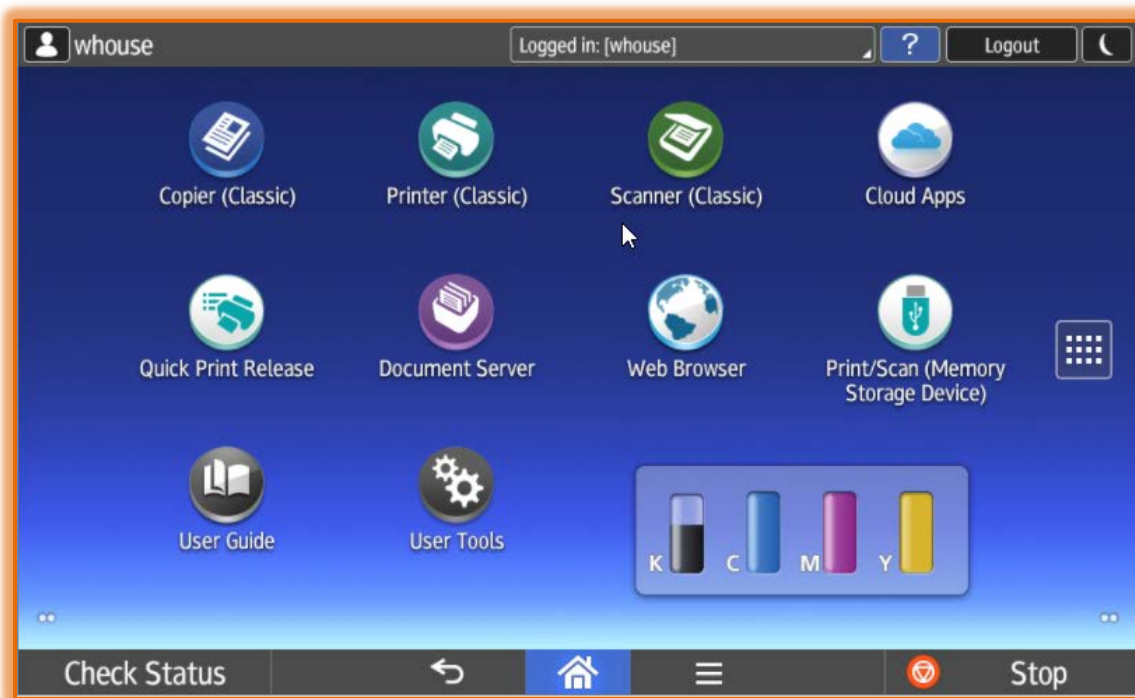 whouse
Logged in: [whouse]
?
Logout
Copier (Classic)
Printer (Classic)
Scanner (Classic)
Cloud Apps
Quick Print Release
Document Server
Web Browser
Print/Scan (Memory
Storage Device)
User Guide
User Tools
K C M Y
Check Status
Stop